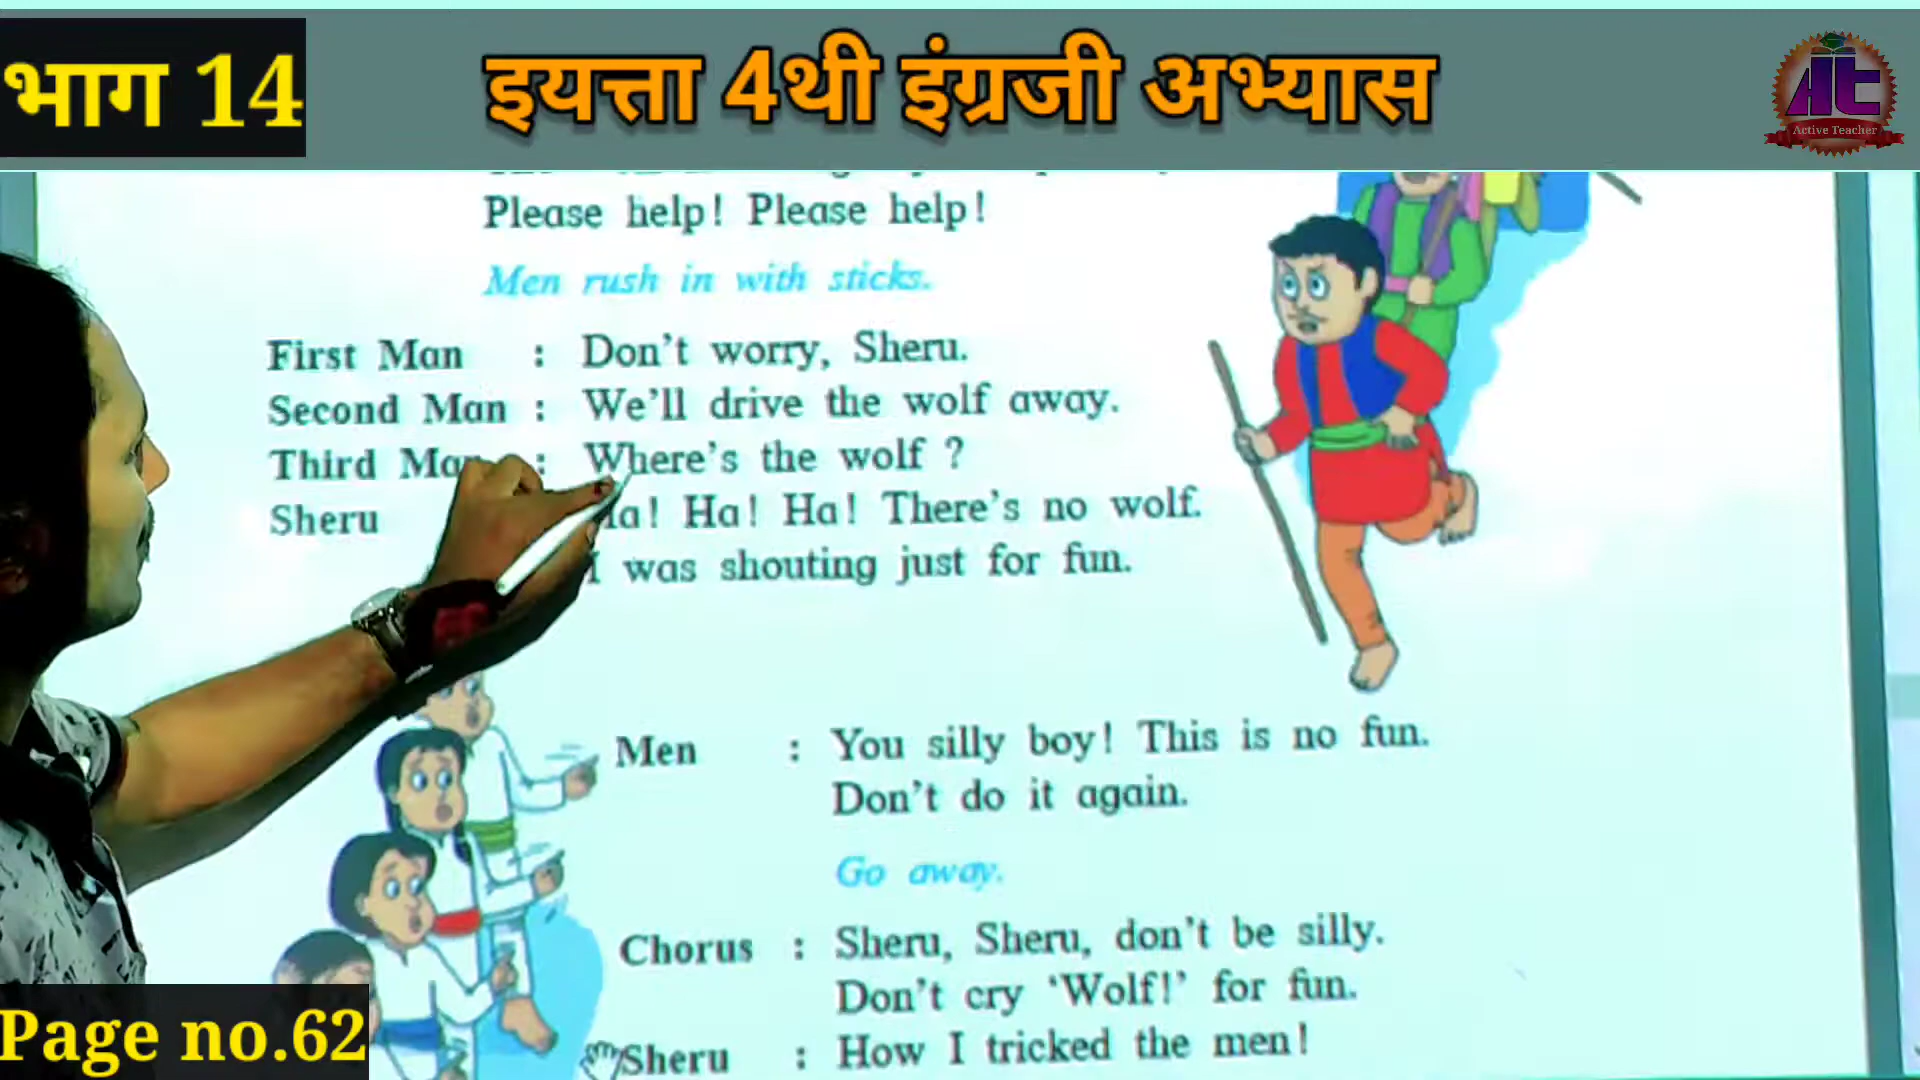 भाग 14
इयत्ता 4थी इंग्रजी अभ्यास
Active Teacher
Please help! Please help!
Men rush in with sticks.
First Man : Don't worry, Sheru.
Second Man : We'll drive the wolf away.
Third Man : Where's the wolf ?
Sheru Ha! Ha! Ha! There's no wolf.
I was shouting just for fun.
Men : You silly boy! This is no fun.
Don't do it again.
Go away.
Chorus : Sheru, Sheru, don't be silly.
Don't cry ‘Wolf!’ for fun.
Sheru : How I tricked the men!
Page no.62